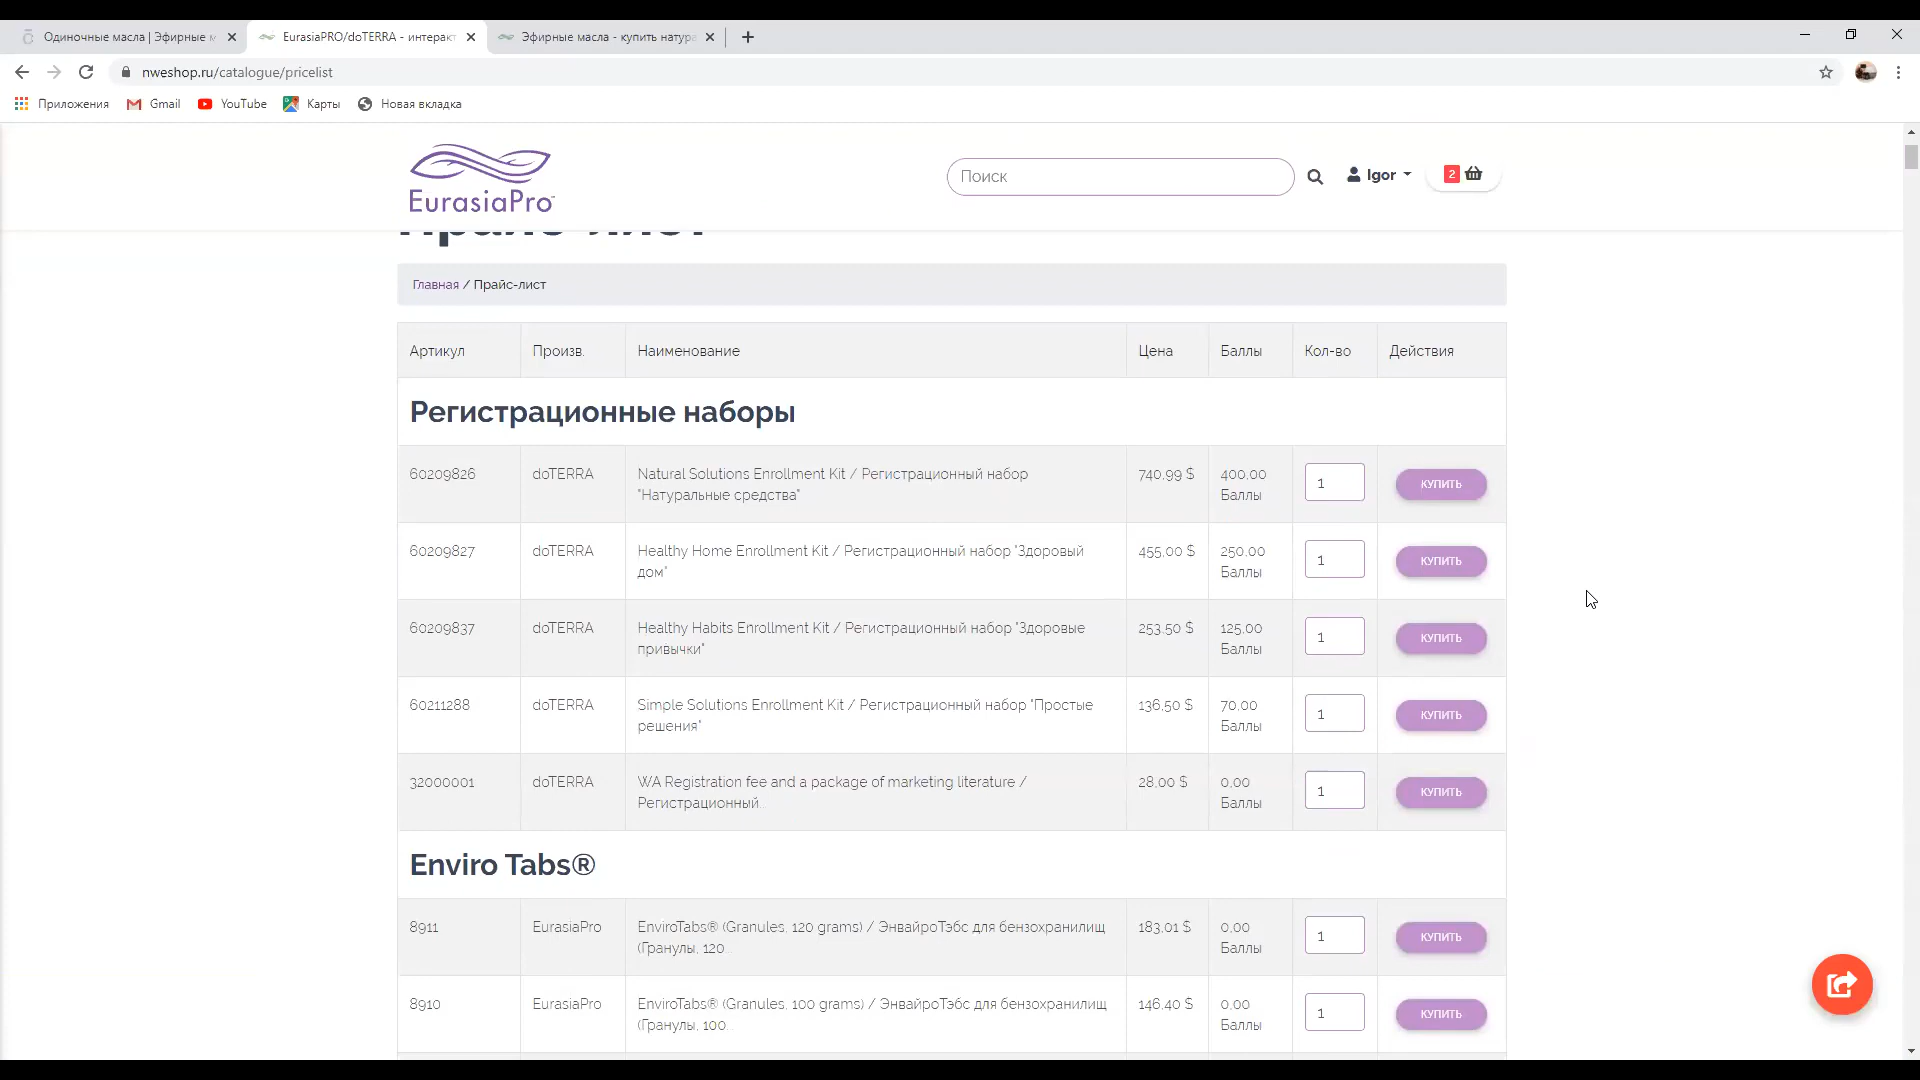 Одиночные масла | Эфирные м
EurasiaPRO/doTERRA - интеракт
Эфирные масла - купить натура
nweshop.ru/catalogue/pricelist
Приложения Gmail YouTube Карты Новая вкладка
EurasiaPro
Поиск
Igor
2
Прайс-лист
Главная / Прайс-лист
Артикул Произв. Наименование Цена Баллы Кол-во Действия
Регистрационные наборы
60209826 doTERRA Natural Solutions Enrollment Kit / Регистрационный набор 740,99 $ 400,00 1 КУПИТЬ
"Натуральные средства" Баллы
60209827 doTERRA Healthy Home Enrollment Kit / Регистрационный набор "Здоровый 455,00 $ 250,00 1 КУПИТЬ
дом" Баллы
60209837 doTERRA Healthy Habits Enrollment Kit / Регистрационный набор "Здоровые 253,50 $ 125,00 1 КУПИТЬ
привычки" Баллы
60211288 doTERRA Simple Solutions Enrollment Kit / Регистрационный набор "Простые 136,50 $ 70,00 1 КУПИТЬ
решения" Баллы
32000001 doTERRA WA Registration fee and a package of marketing literature / 28,00 $ 0,00 1 КУПИТЬ
Регистрационный... Баллы
Enviro Tabs®
8911 EurasiaPro EnviroTabs® (Granules, 120 grams) / ЭнвайроТэбс для бензохранилищ 183,01 $ 0,00 1 КУПИТЬ
(Гранулы, 120... Баллы
8910 EurasiaPro EnviroTabs® (Granules, 100 grams) / ЭнвайроТэбс для бензохранилищ 146,40 $ 0,00 1 КУПИТЬ
(Гранулы, 100... Баллы